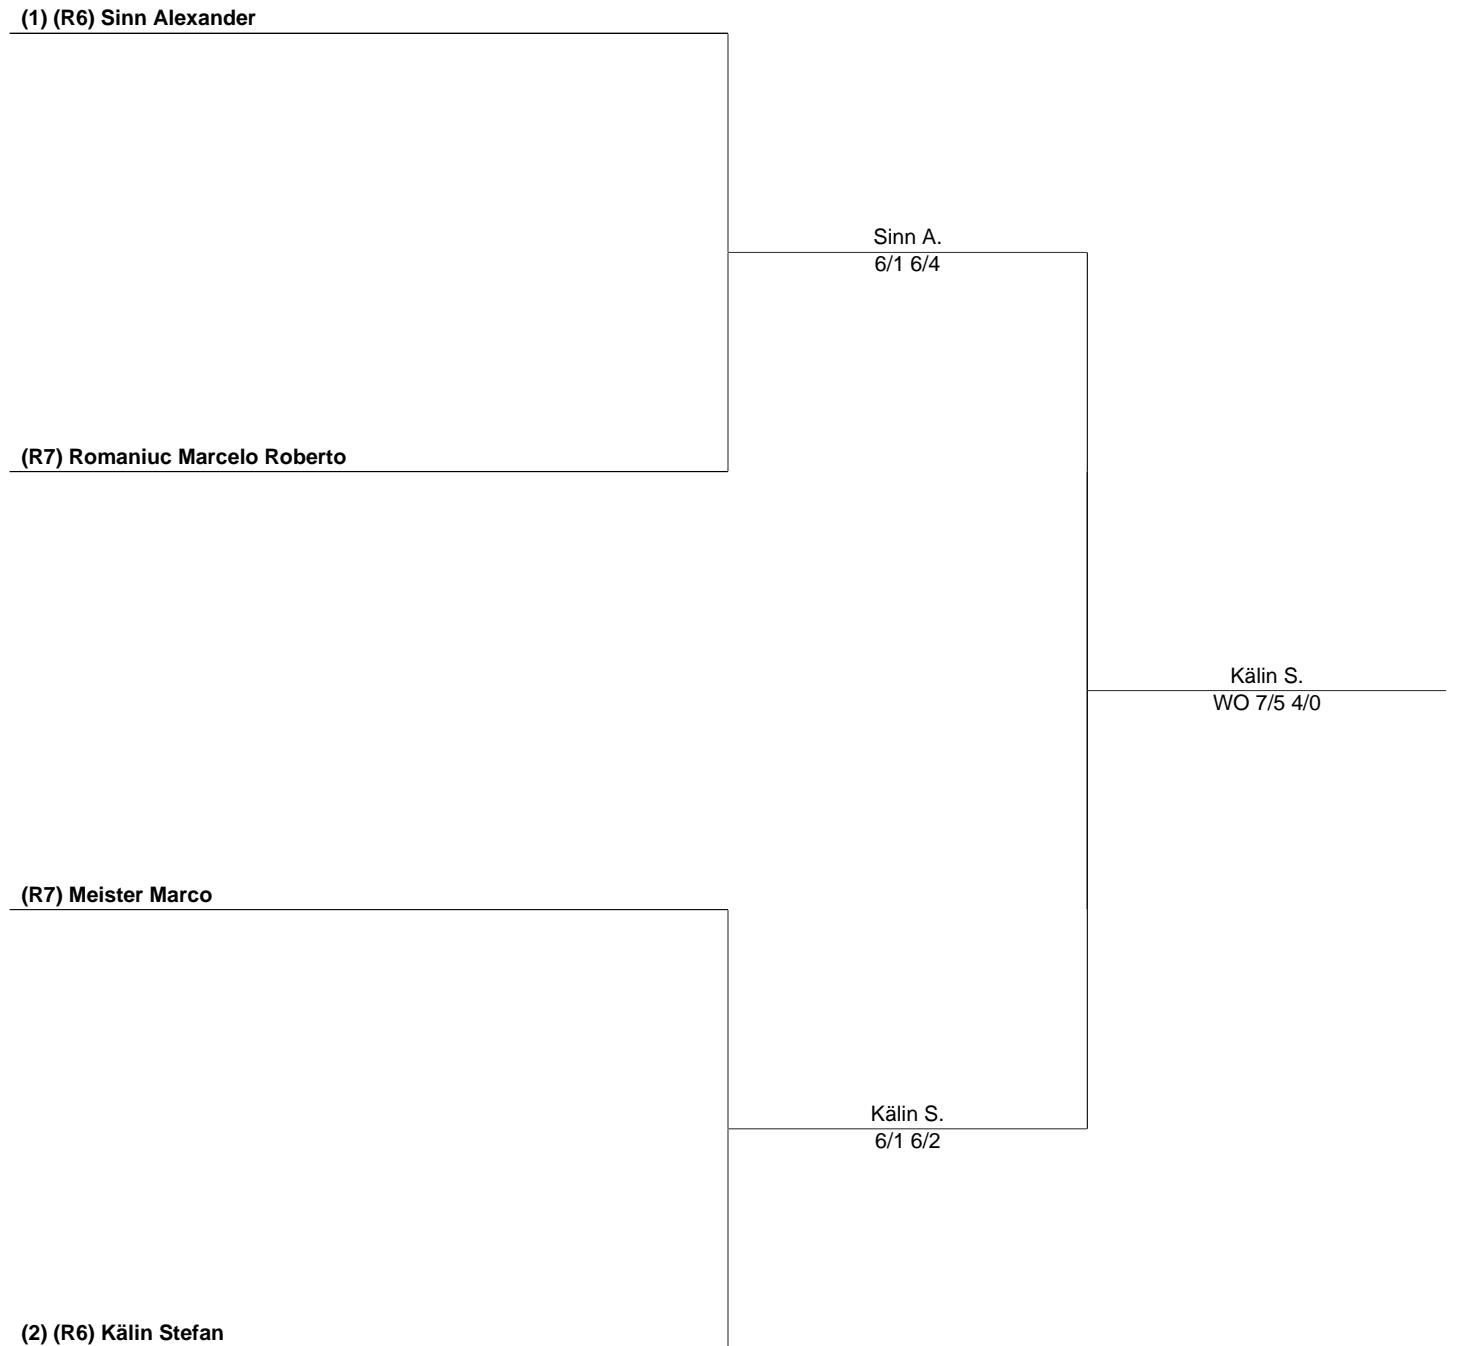 (1) (R6) Sinn Alexander
Sinn A.
6/1 6/4
(R7) Romaniuc Marcelo Roberto
Kälin S.
WO 7/5 4/0
(R7) Meister Marco
Kälin S.
6/1 6/2
(2) (R6) Kälin Stefan